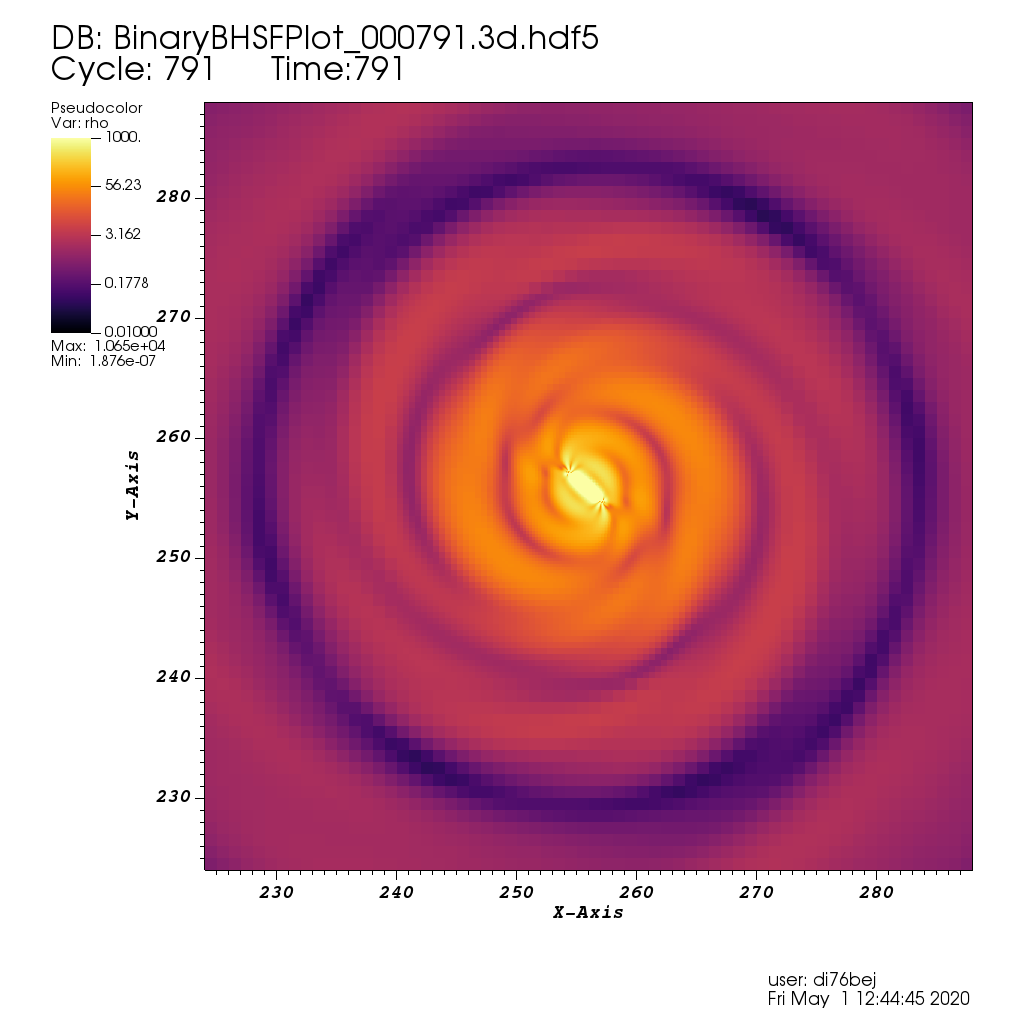 DB: BinaryBHSFPlot_000791.3d.hdf5
Cycle: 791 Time:791
Pseudocolor
Var: rho
1000.
56.23
3.162
0.1778
0.01000
Max: 1.065e+04
Min: 1.876e-07
280
270
260
250
240
230
Y-Axis
230 240 250 260 270 280
X-Axis
user: di76bej
Fri May 1 12:44:45 2020